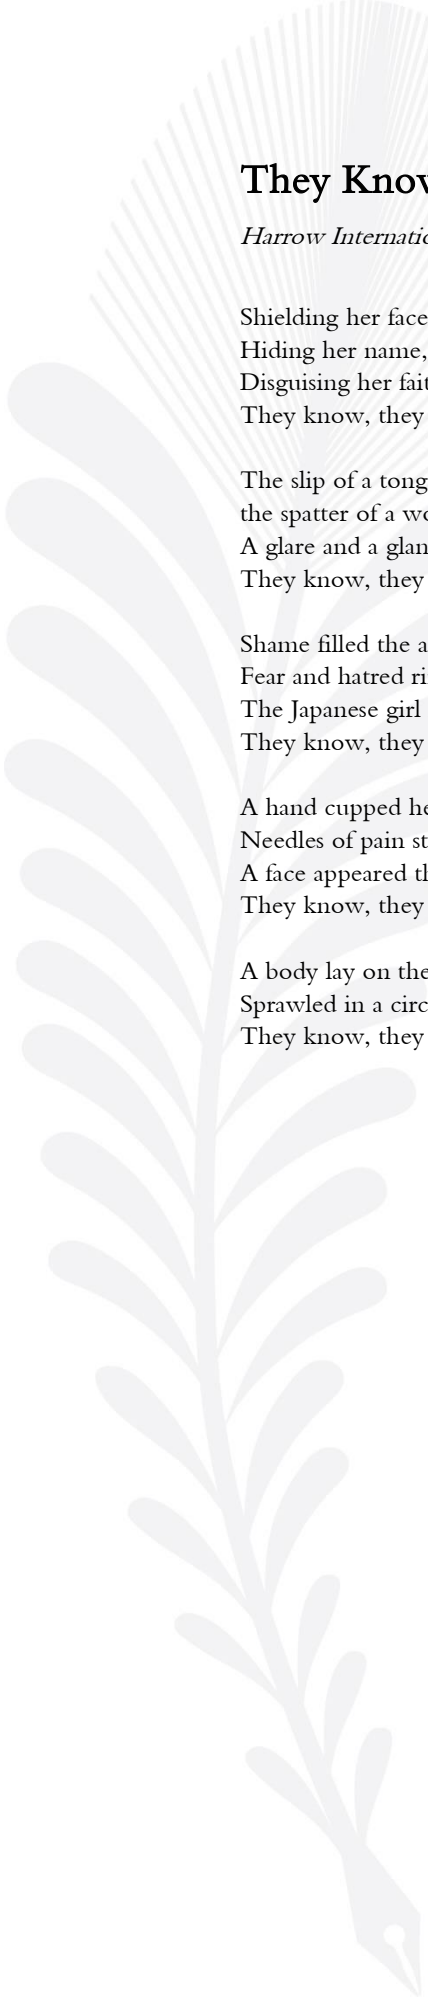 They Know
Harrow Internatio
Shielding her face
Hiding her name,
Disguising her fait
They know, they
The slip of a tong
the spatter of a wo
A glare and a glan
They know, they
Shame filled the a
Fear and hatred ri
The Japanese girl
They know, they
A hand cupped he
Needles of pain st
A face appeared th
They know, they
A body lay on the
Sprawled in a circ
They know, they